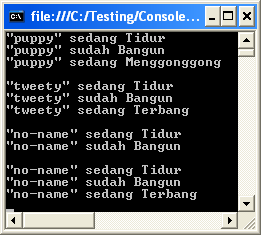 file:///C:/Testing/Console...
"puppy" sedang Tidur
"puppy" sudah Bangun
"puppy" sedang Menggonggong
"tweety" sedang Tidur
"tweety" sudah Bangun
"tweety" sedang Terbang
"no-name" sedang Tidur
"no-name" sudah Bangun
"no-name" sedang Tidur
"no-name" sudah Bangun
"no-name" sedang Terbang